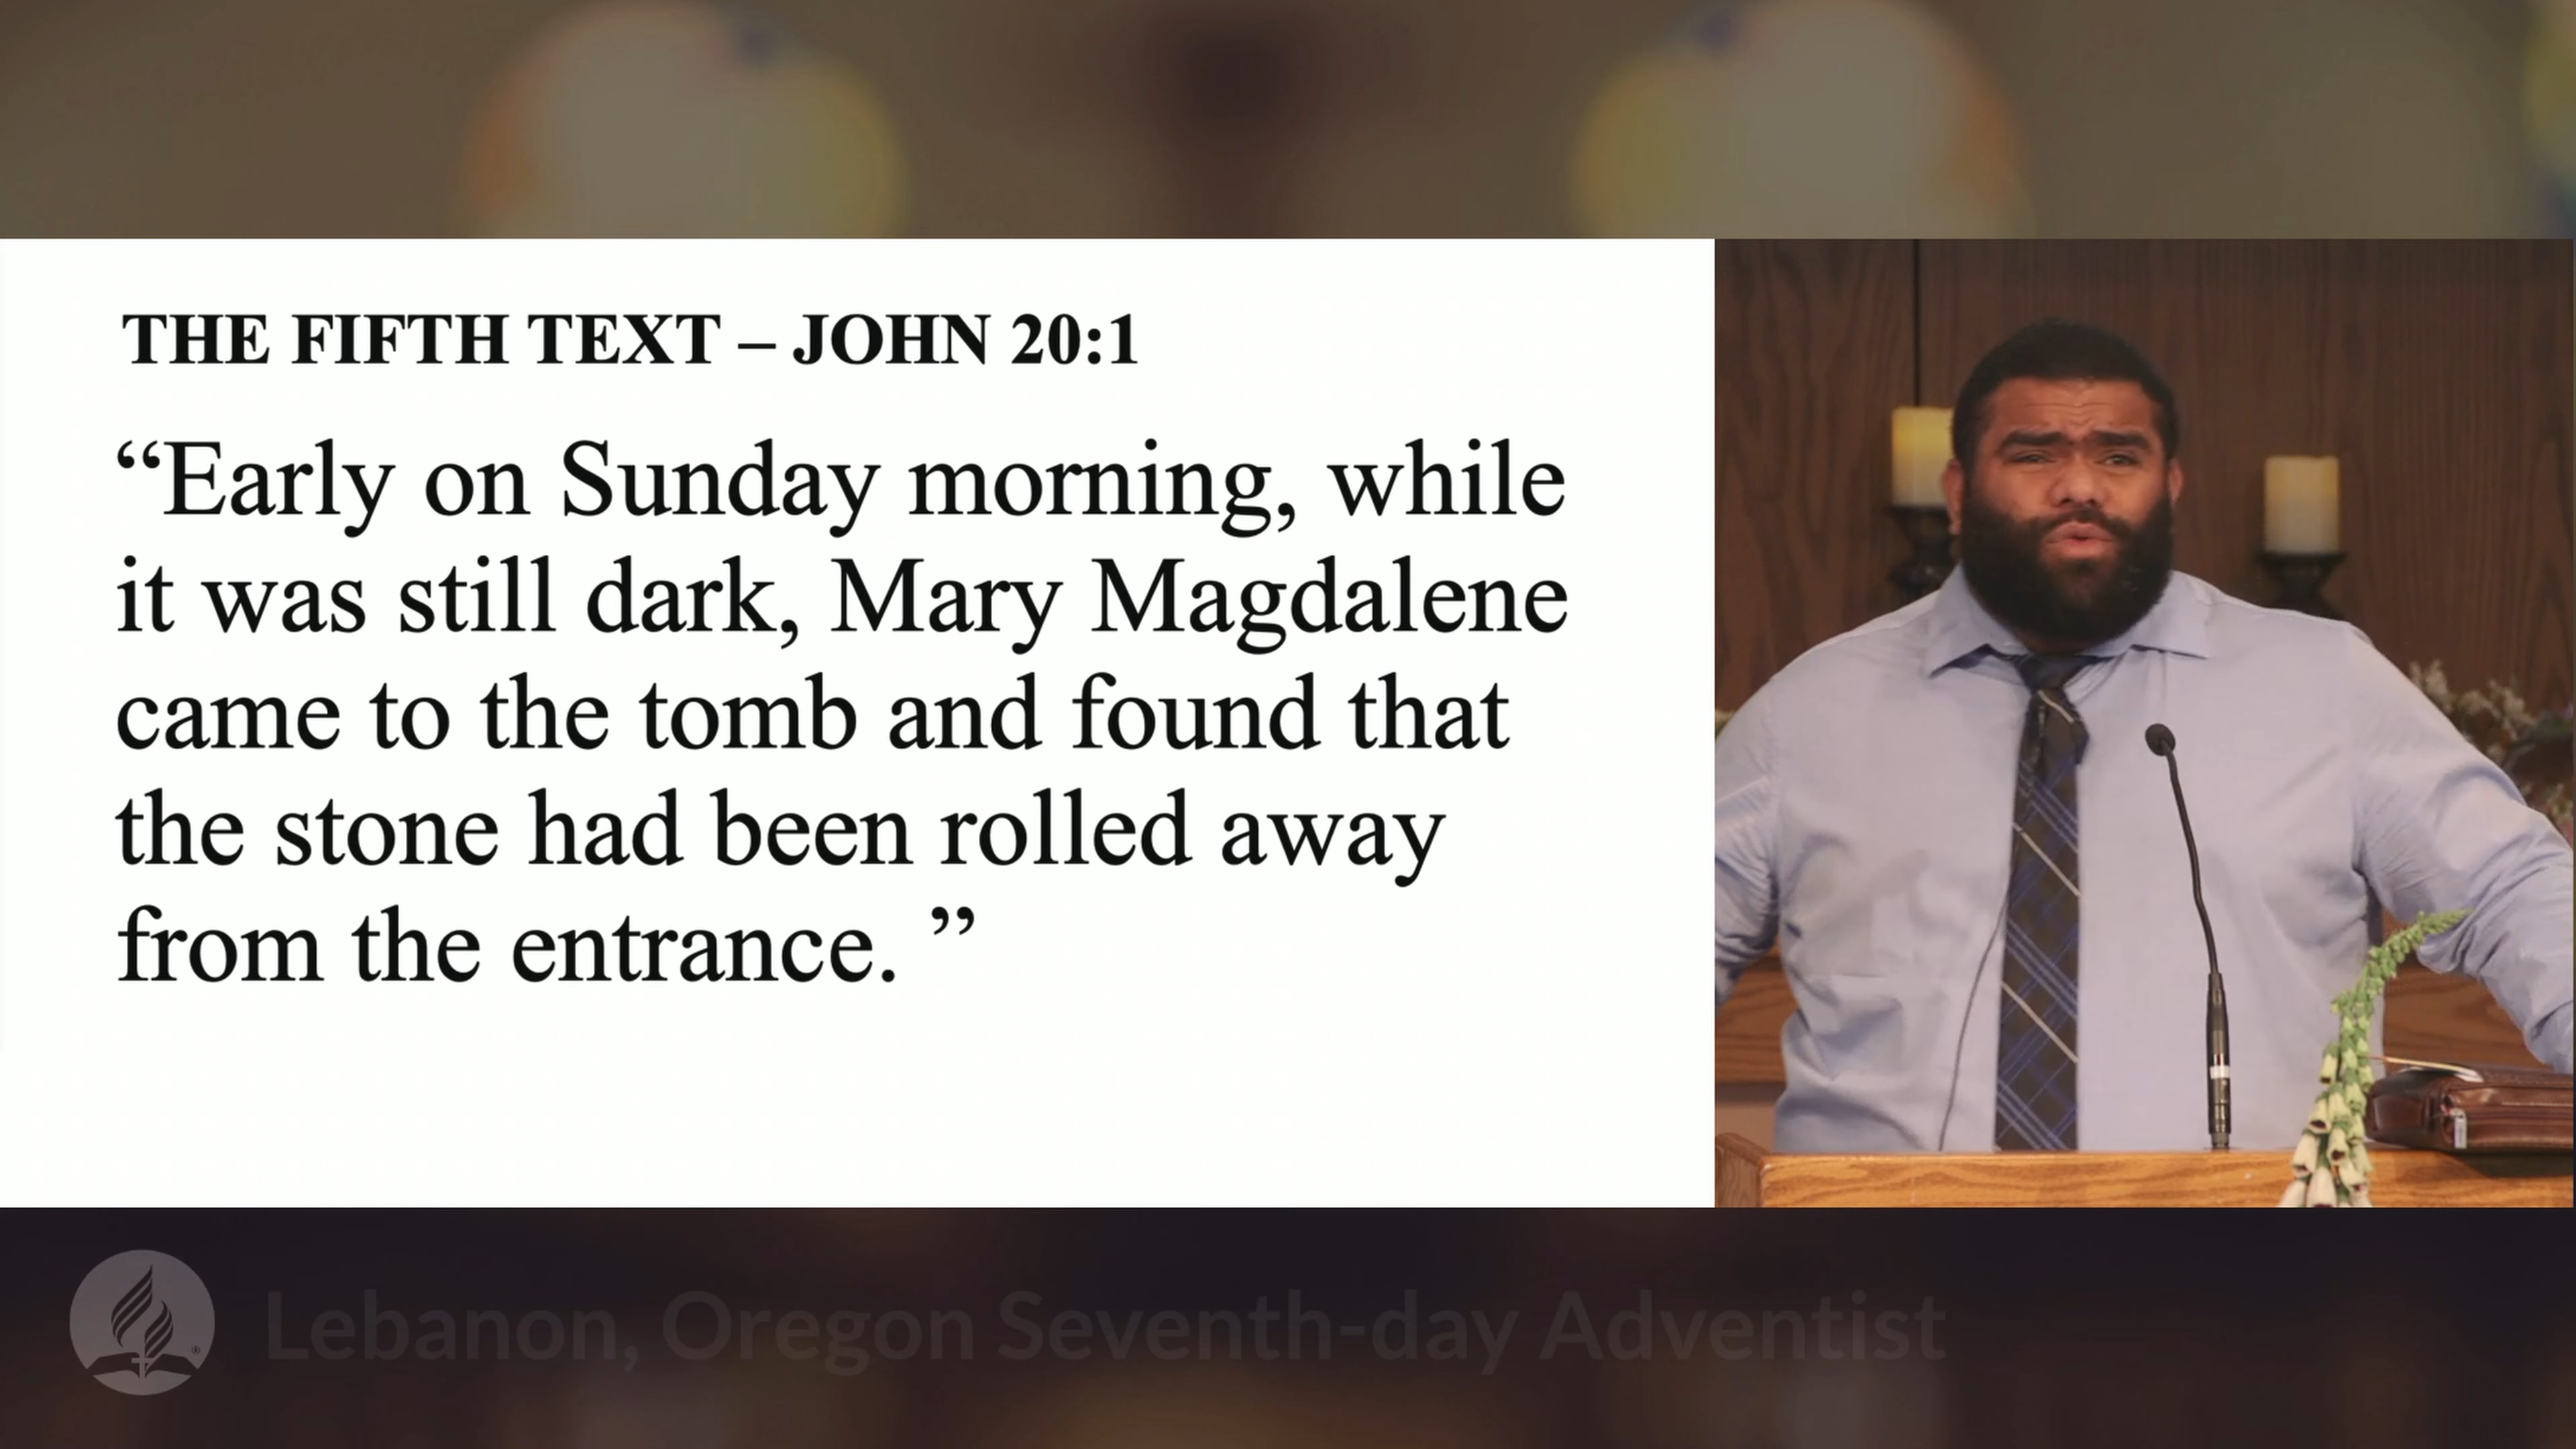 THE FIFTH TEXT – JOHN 20:1
“Early on Sunday morning, while
it was still dark, Mary Magdalene
came to the tomb and found that
the stone had been rolled away
from the entrance. ”
Lebanon, Oregon Seventh-day Adventist